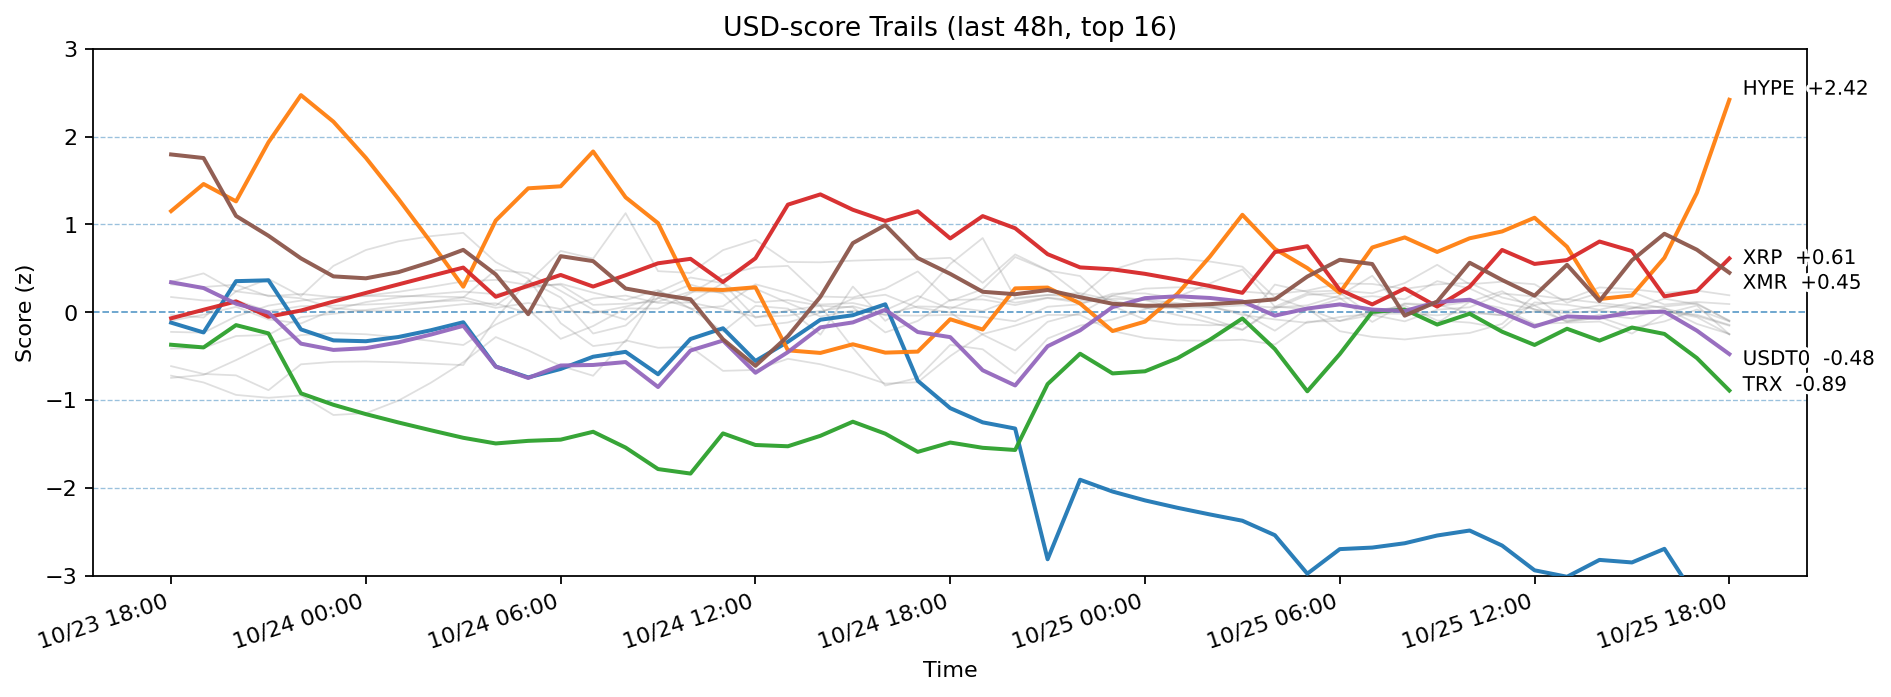 USD-score Trails (last 48h, top 16)
3
2
1
0
−1
−2
−3
Score (z)
HYPE +2.42
XRP +0.61
XMR +0.45
USDT0 -0.48
TRX -0.89
10/23 18:00
10/24 00:00
10/24 06:00
10/24 12:00
10/24 18:00
10/25 00:00
10/25 06:00
10/25 12:00
10/25 18:00
Time